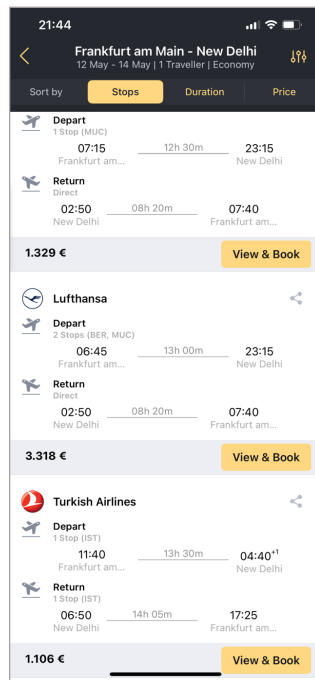 21:44
Frankfurt am Main - New Delhi
12 May - 14 May | 1 Traveller | Economy
Sort by Stops Duration Price
Depart
1 Stop (MUC)
07:15 12h 30m 23:15
Frankfurt am... New Delhi
Return
Direct
02:50 08h 20m 07:40
New Delhi Frankfurt am...
1.329 € View & Book
Lufthansa
Depart
2 Stops (BER, MUC)
06:45 13h 00m 23:15
Frankfurt am... New Delhi
Return
Direct
02:50 08h 20m 07:40
New Delhi Frankfurt am...
3.318 € View & Book
Turkish Airlines
Depart
1 Stop (IST)
11:40 13h 30m 04:40+1
Frankfurt am... New Delhi
Return
1 Stop (IST)
06:50 14h 05m 17:25
New Delhi Frankfurt am...
1.106 € View & Book